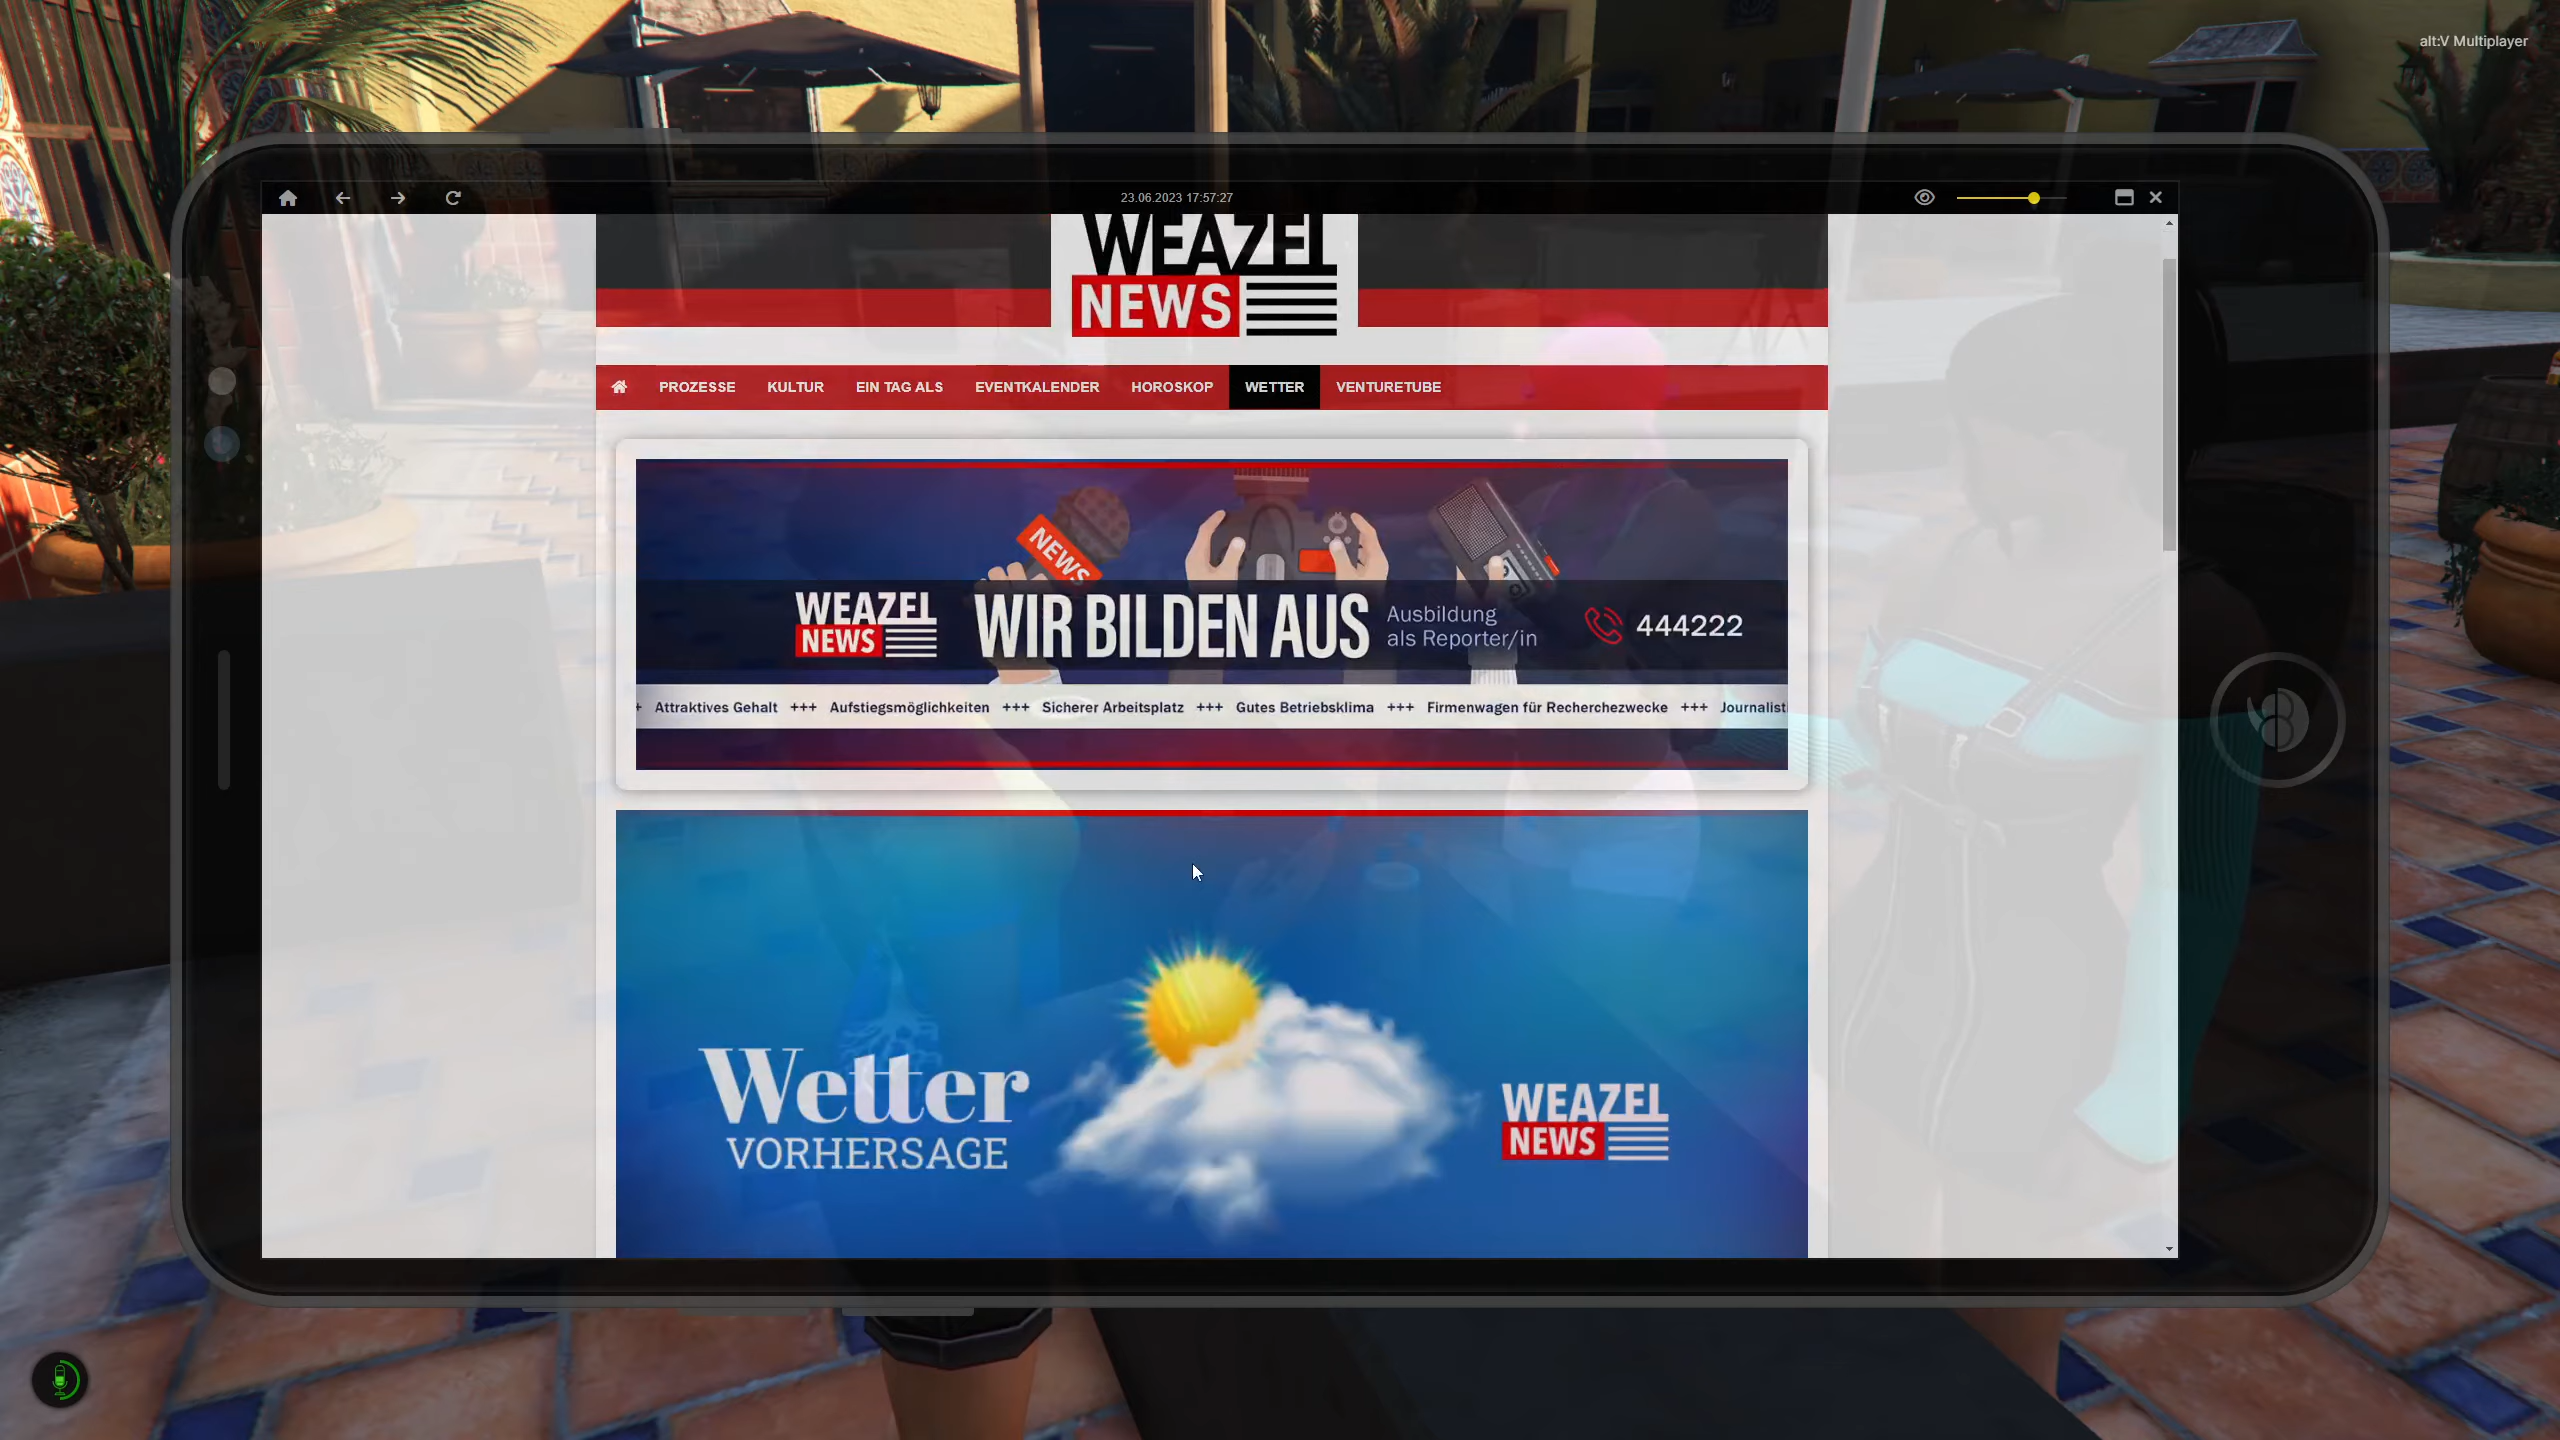 alt:V Multiplayer
23.06.2023 17:57:27
WEAZEL
NEWS
PROZESSE KULTUR EIN TAG ALS EVENTKALENDER HOROSKOP WETTER VENTURETUBE
NEWS
WEAZEL
NEWS
WIR BILDEN AUS
Ausbildung
als Reporter/in
444222
+ Attraktives Gehalt +++ Aufstiegsmöglichkeiten +++ Sicherer Arbeitsplatz +++ Gutes Betriebsklima +++ Firmenwagen für Recherchezwecke +++ Journalist
Wetter
VORHERSAGE
WEAZEL
NEWS